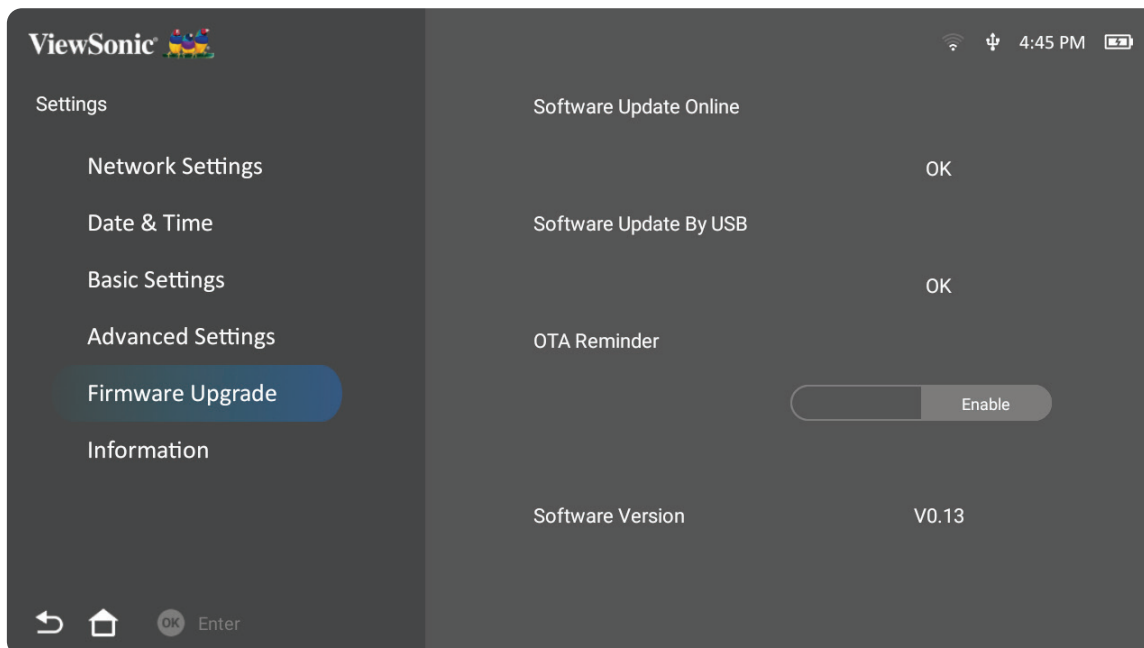 ViewSonic®
4:45 PM
Settings
Network Settings
Date & Time
Basic Settings
Advanced Settings
Firmware Upgrade
Information
OK Enter
Software Update Online
OK
Software Update By USB
OK
OTA Reminder
Enable
Software Version V0.13